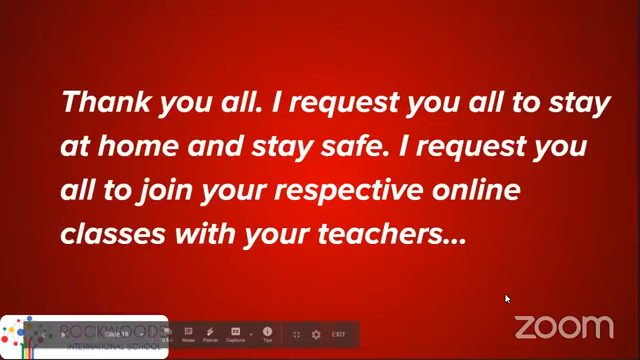 Thank you all. I request you all to stay
at home and stay safe. I request you
all to join your respective online
classes with your teachers...
zoom
ROCKWOODS
INTERNATIONAL SCHOOL
Notes Pointer Captions Tips EXIT